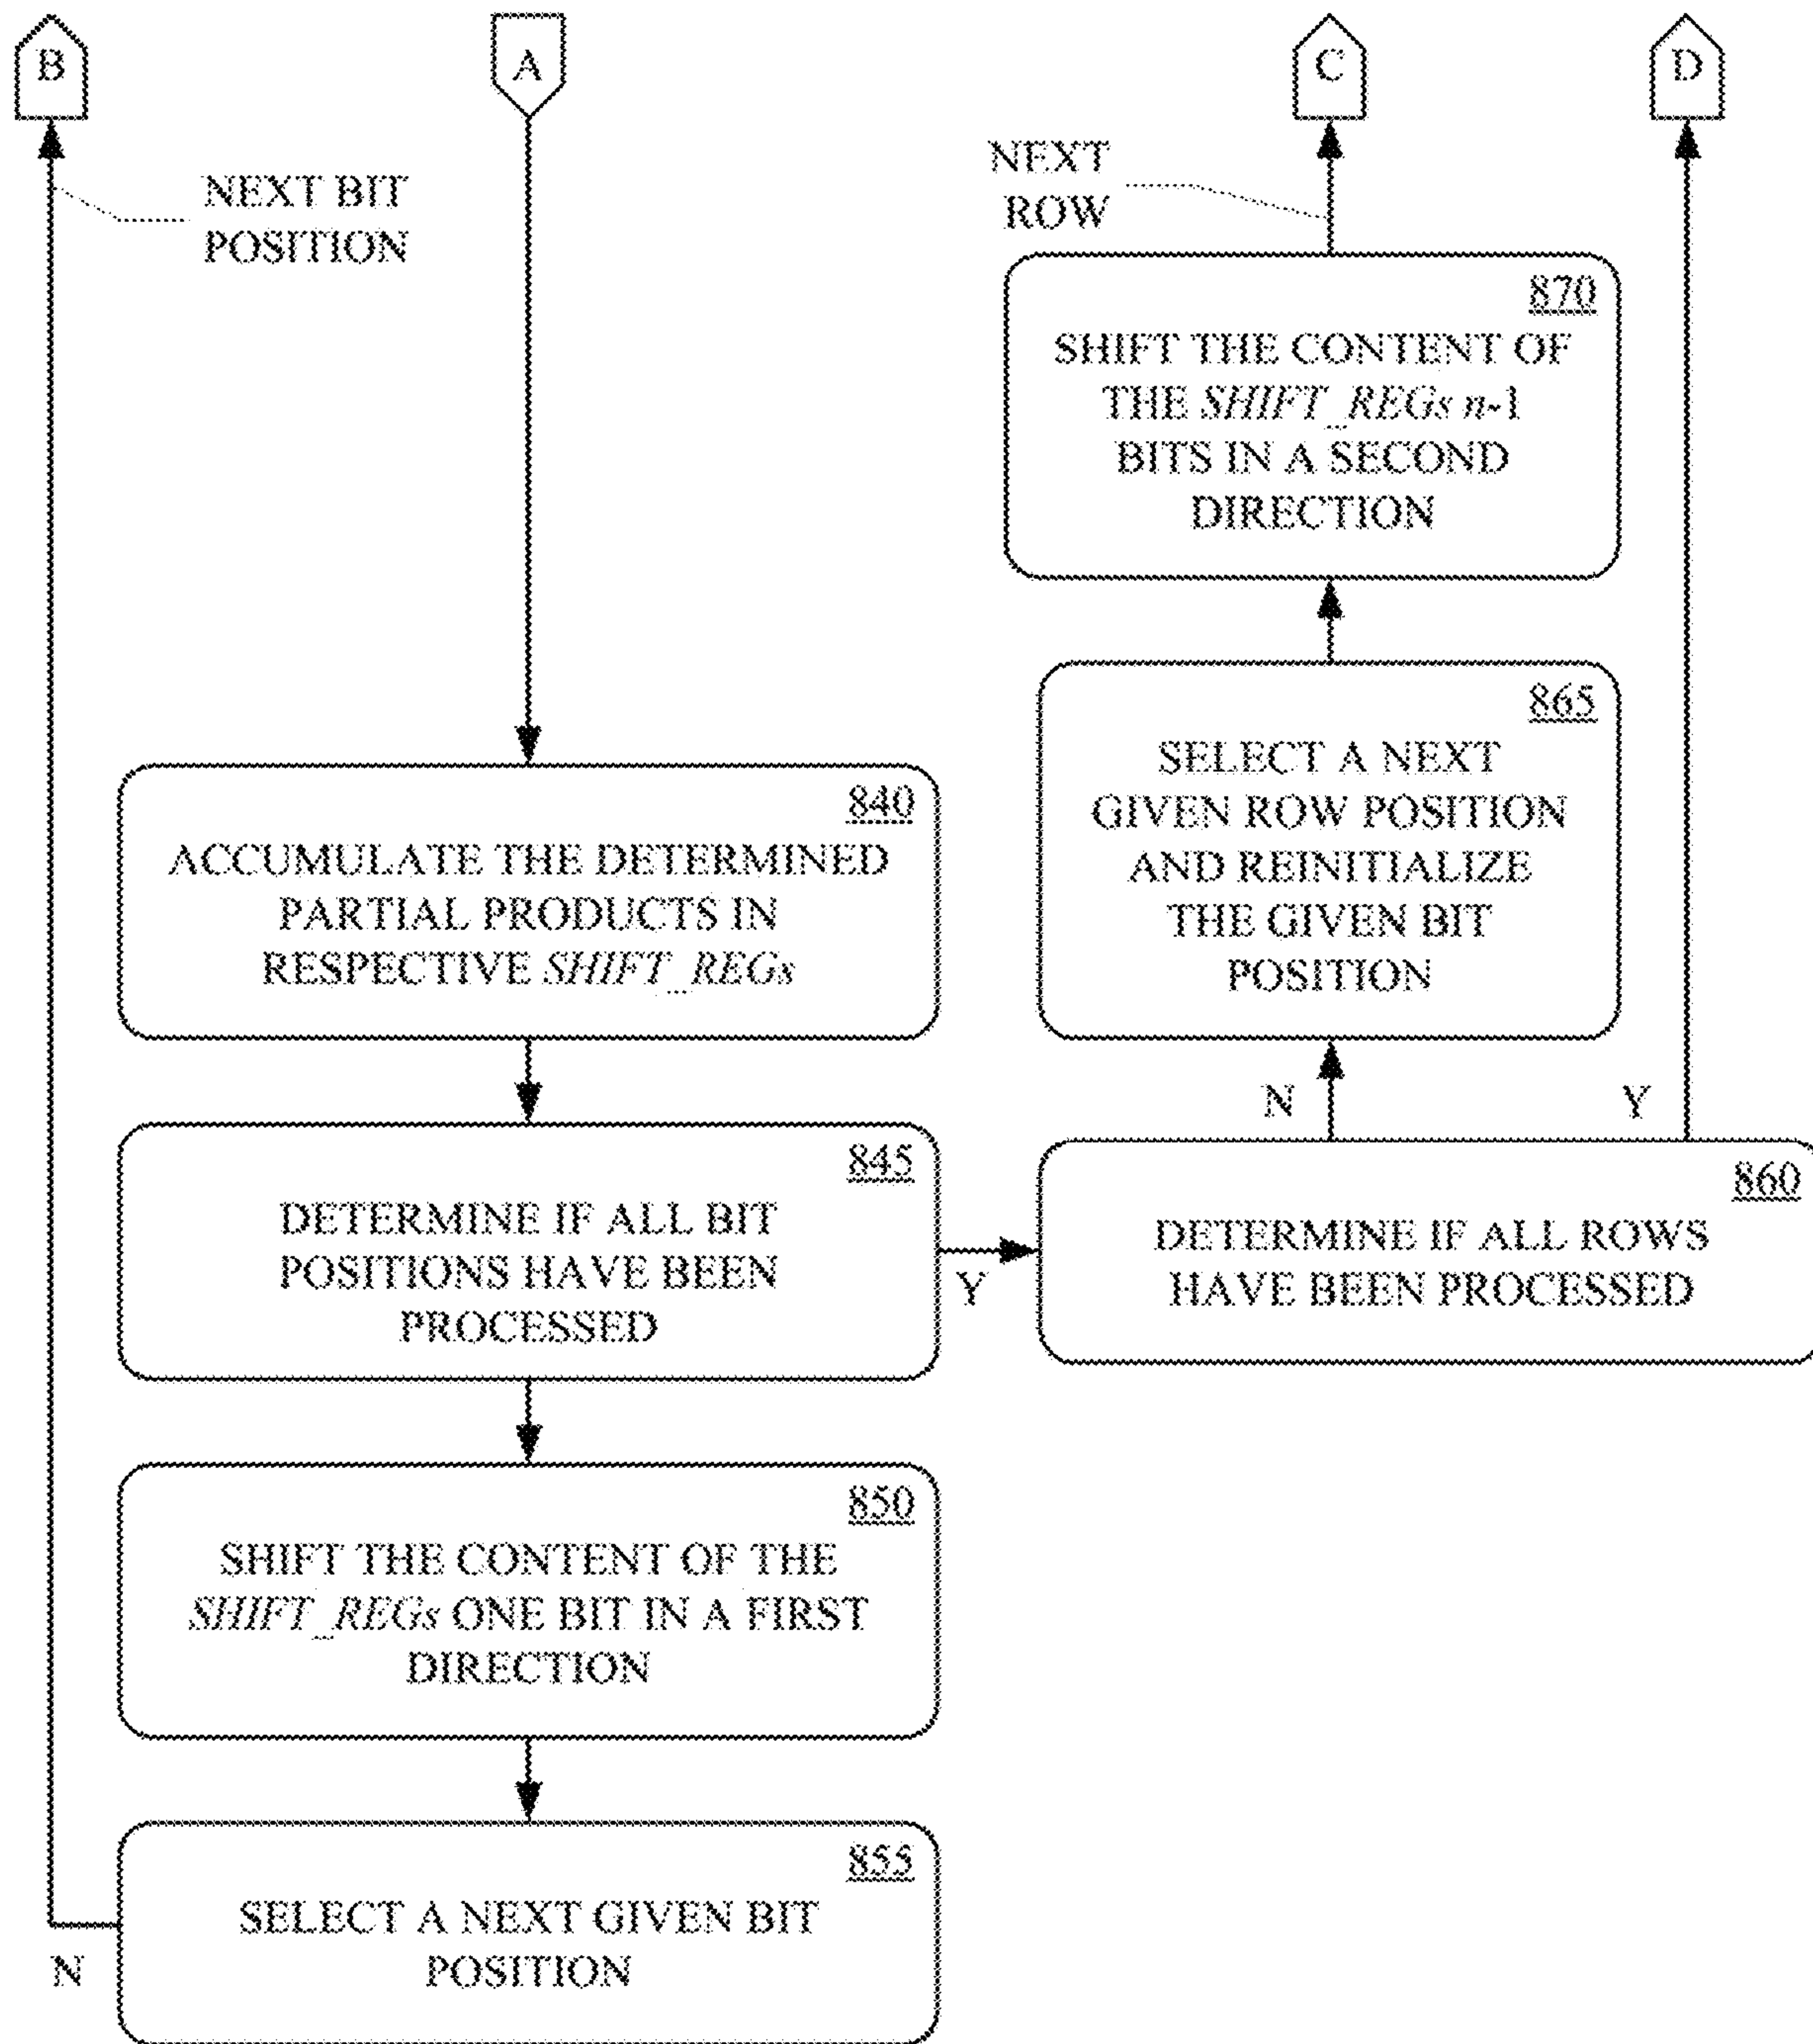 B
A
C
D
NEXT BIT
POSITION
NEXT
ROW
870
SHIFT THE CONTENT OF
THE SHIFT_REGs n-1
BITS IN A SECOND
DIRECTION
865
SELECT A NEXT
GIVEN ROW POSITION
AND REINITIALIZE
THE GIVEN BIT
POSITION
840
ACCUMULATE THE DETERMINED
PARTIAL PRODUCTS IN
RESPECTIVE SHIFT_REGs
N
Y
845
DETERMINE IF ALL BIT
POSITIONS HAVE BEEN
PROCESSED
Y
860
DETERMINE IF ALL ROWS
HAVE BEEN PROCESSED
850
SHIFT THE CONTENT OF THE
SHIFT_REGs ONE BIT IN A FIRST
DIRECTION
855
SELECT A NEXT GIVEN BIT
POSITION
N